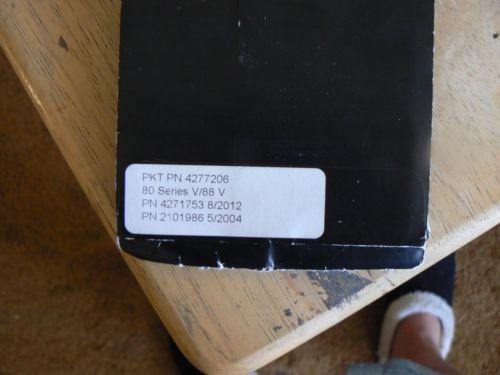 PKT PN 4277206
80 Series V/88 V
PN 4271753 8/2012
PN 2101986 5/2004